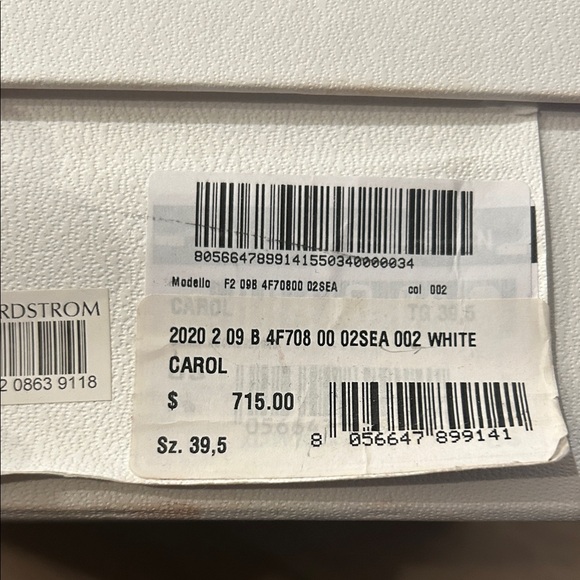 8056647899141550340000034
Modello F2 09B 4F70800 02SEA col 002
CAROL TG 39,5
RDSTROM
2 0863 9118
2020 2 09 B 4F708 00 02SEA 002 WHITE
CAROL
$ 715.00
Sz. 39,5
8 056647 899141